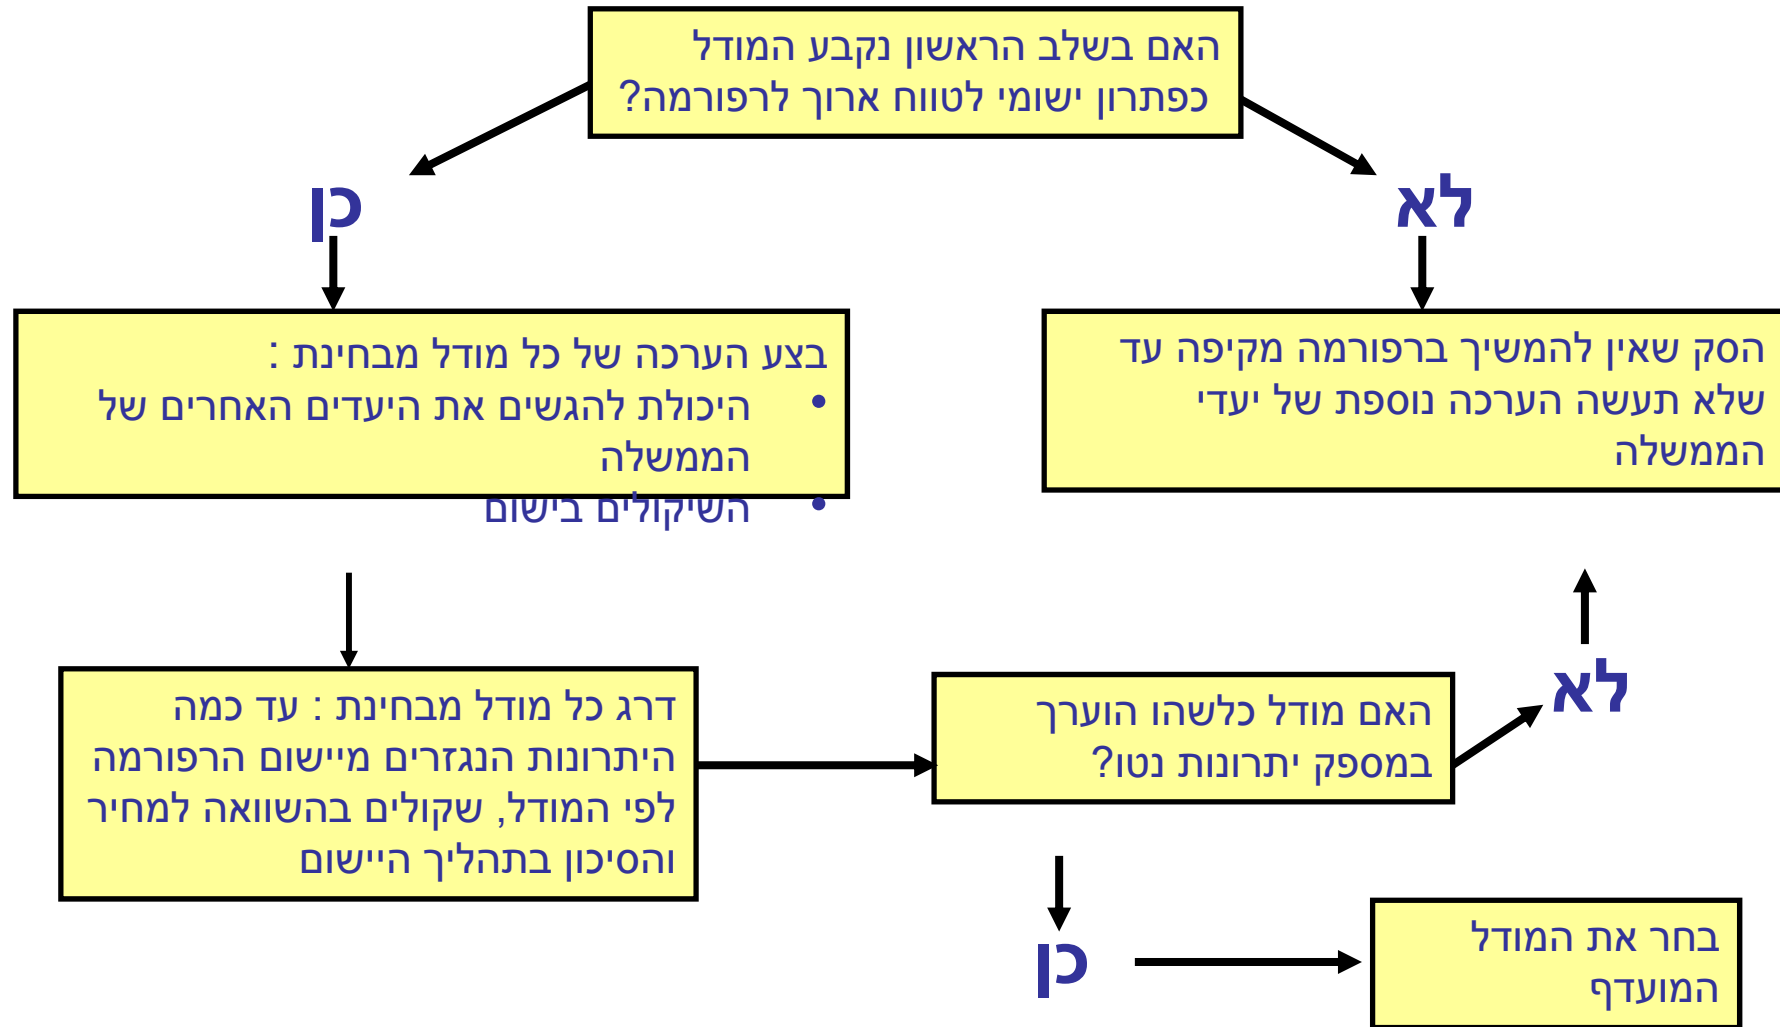 האם בשלב הראשון נקבע המודל
כפתרון ישומי לטווח ארוך לרפורמה?
כן
לא
בצע הערכה של כל מודל מבחינת :
• היכולת להגשים את היעדים האחרים של
הממשלה
• השיקולים בישום
הסק שאין להמשיך ברפורמה מקיפה עד
שלא תעשה הערכה נוספת של יעדי
הממשלה
דרג כל מודל מבחינת : עד כמה
היתרונות הנגזרים מיישום הרפורמה
לפי המודל, שקולים בהשוואה למחיר
והסיכון בתהליך היישום
האם מודל כלשהו הוערך
במספק יתרונות נטו?
לא
כן
בחר את המודל
המועדף